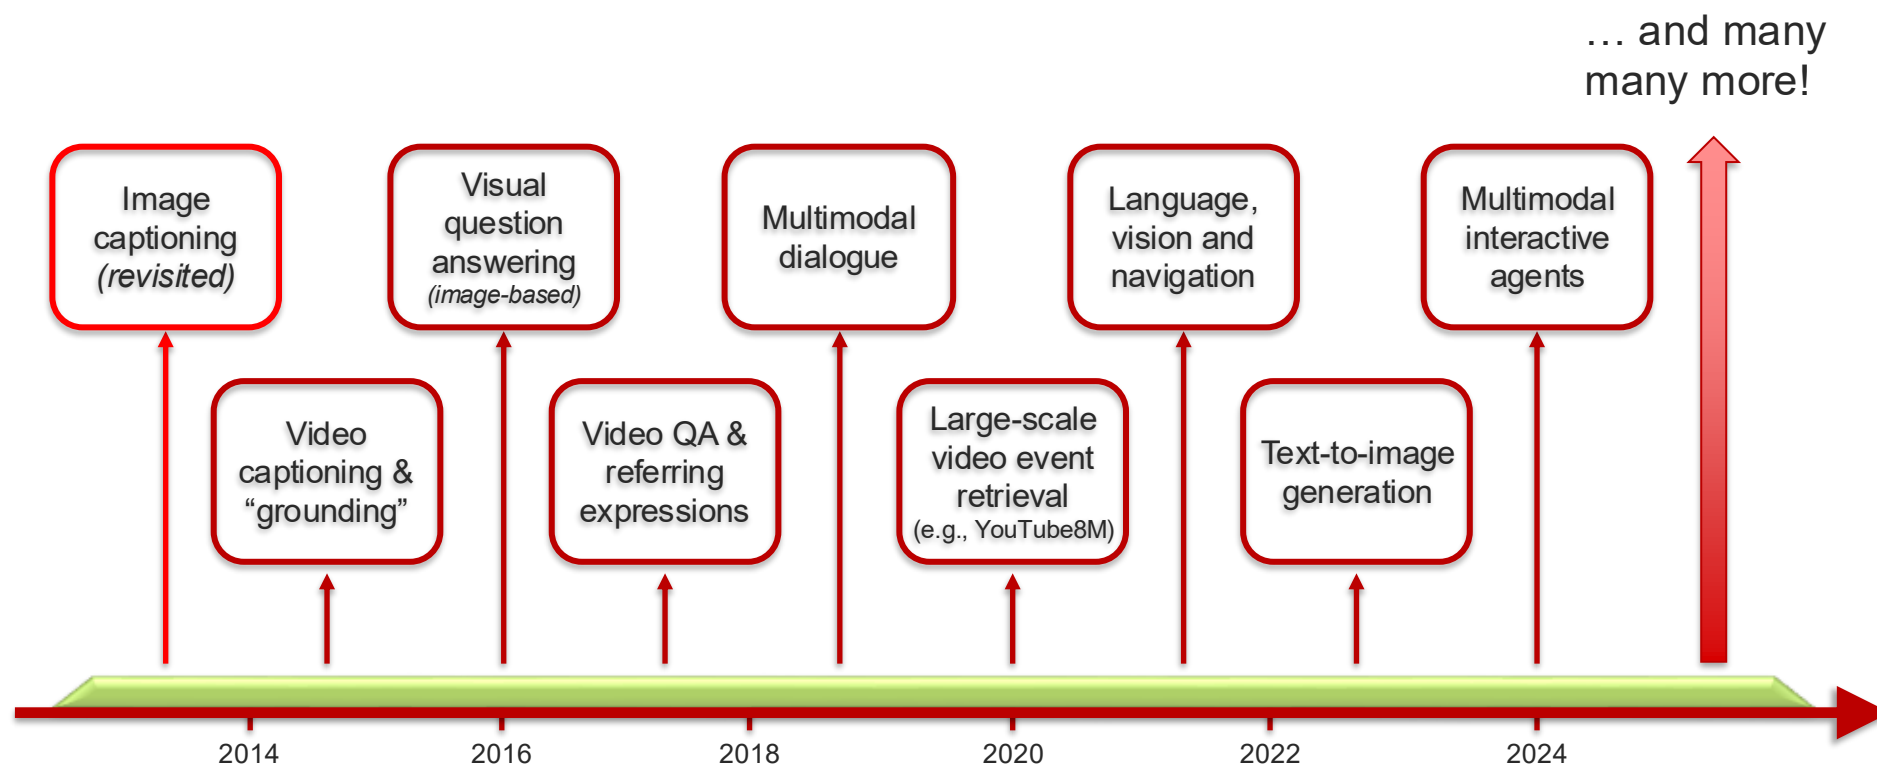 … and many
many more!
Image
captioning
(revisited)
Visual
question
answering
(image-based)
Multimodal
dialogue
Language,
vision and
navigation
Multimodal
interactive
agents
Video
captioning &
“grounding”
Video QA &
referring
expressions
Large-scale
video event
retrieval
(e.g., YouTube8M)
Text-to-image
generation
2014
2016
2018
2020
2022
2024